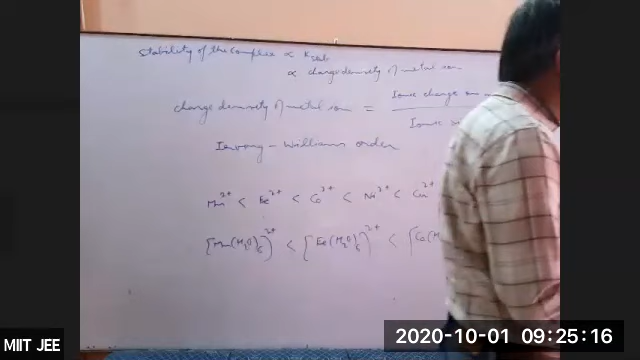 Stability of the complex ∝ K stab
∝ charge density of metal ion
charge density of metal ion = Ionic charge on
Ionic
Irving - Williams order
Mn²⁺ < Fe²⁺ < Co²⁺ < Ni²⁺ < Cu²⁺
[Mn(H₂O)₆]²⁺ < [Fe(H₂O)₆]²⁺ < [Co(H
MIIT JEE
2020-10-01 09:25:16